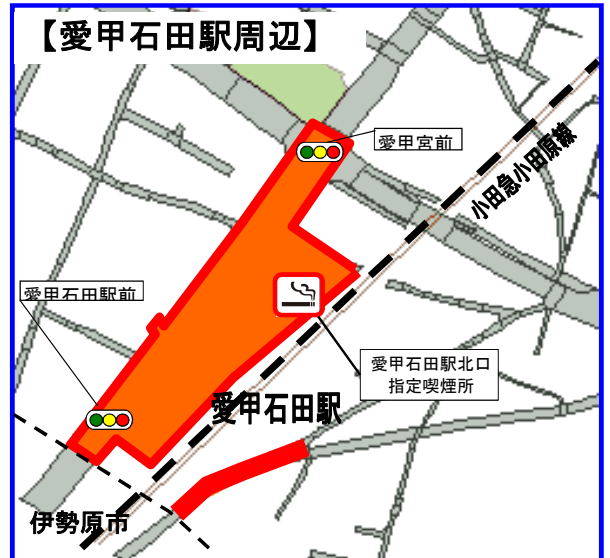 【愛甲石田駅周辺】
愛甲宮前
小田急小田原線
愛甲石田駅前
愛甲石田駅北口
指定喫煙所
愛甲石田駅
伊勢原市